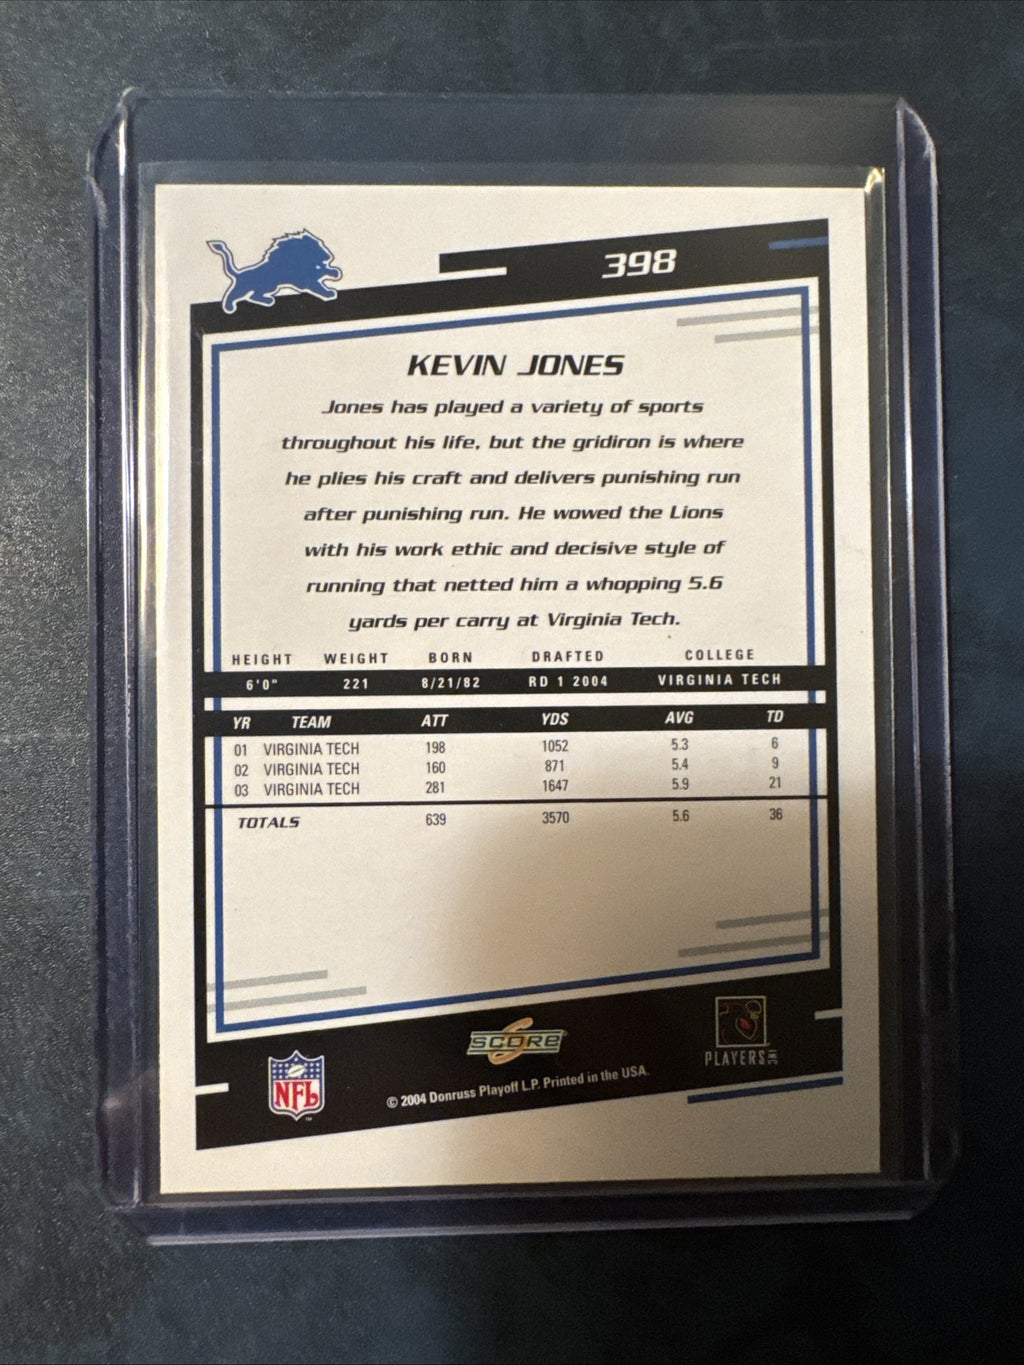 398
KEVIN JONES
Jones has played a variety of sports
throughout his life, but the gridiron is where
he plies his craft and delivers punishing run
after punishing run. He wowed the Lions
with his work ethic and decisive style of
running that netted him a whopping 5.6
yards per carry at Virginia Tech.
HEIGHT WEIGHT BORN DRAFTED COLLEGE
6'0" 221 8/21/82 RD 1 2004 VIRGINIA TECH
YR TEAM ATT YDS AVG TD
01 VIRGINIA TECH 198 1052 5.3 6
02 VIRGINIA TECH 160 871 5.4 9
03 VIRGINIA TECH 281 1647 5.9 21
TOTALS 639 3570 5.6 36
SCORE
PLAYERS INC
NFL
© 2004 Donruss Playoff L.P. Printed in the USA.